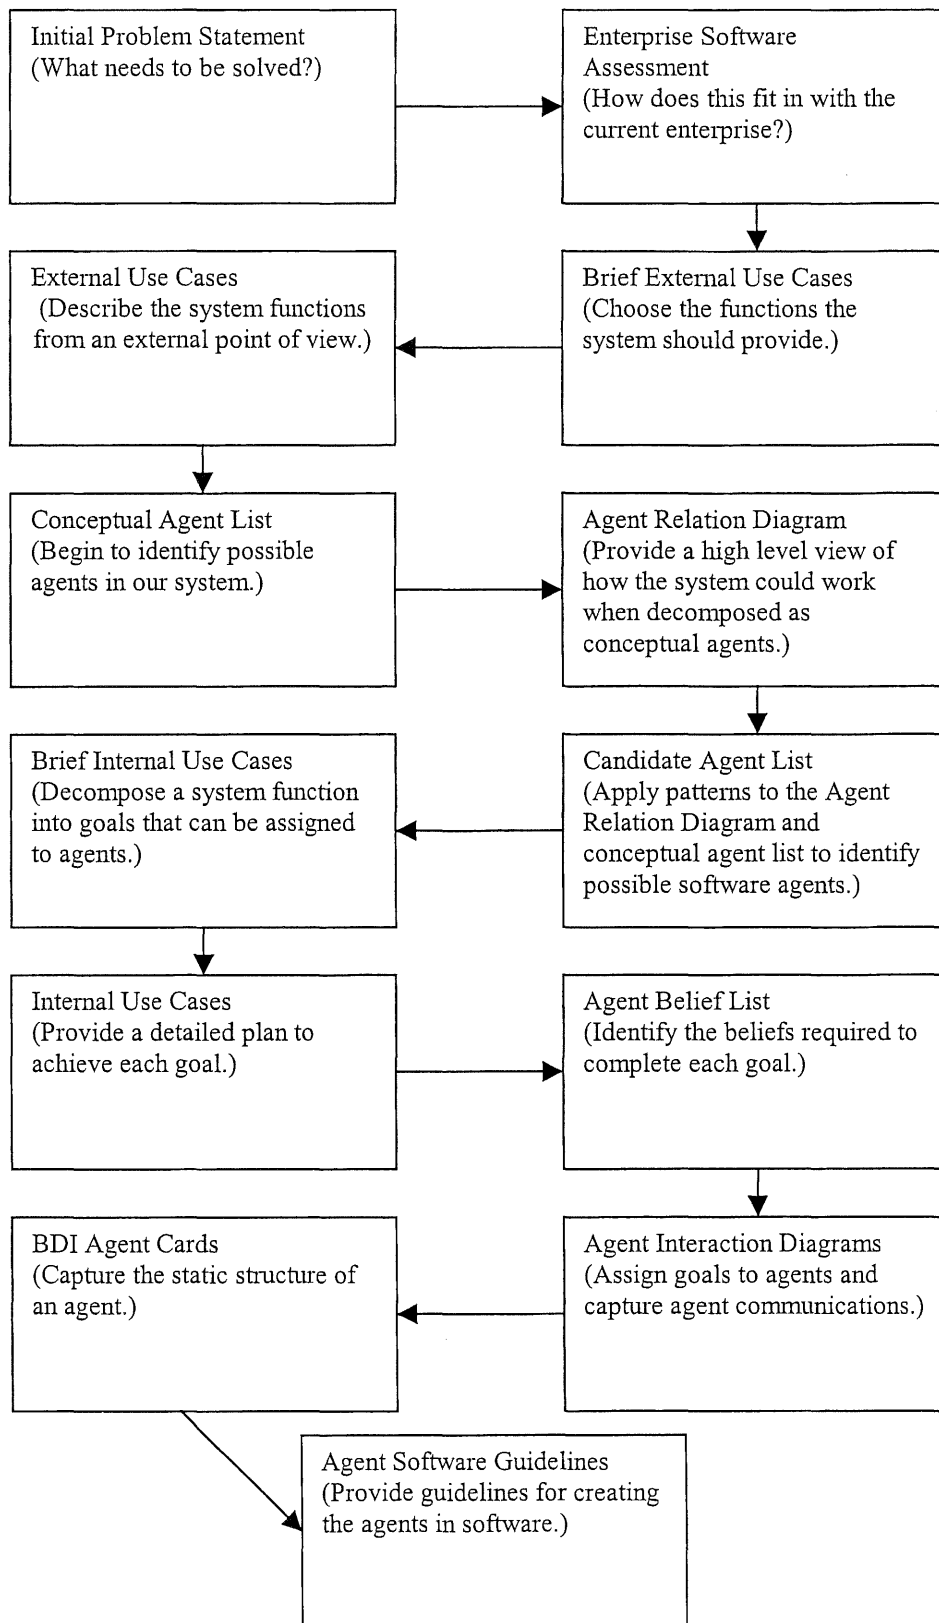 Initial Problem Statement
(What needs to be solved?)
Enterprise Software
Assessment
(How does this fit in with the
current enterprise?)
Brief External Use Cases
(Choose the functions the
system should provide.)
External Use Cases
(Describe the system functions
from an external point of view.)
Conceptual Agent List
(Begin to identify possible
agents in our system.)
Agent Relation Diagram
(Provide a high level view of
how the system could work
when decomposed as
conceptual agents.)
Candidate Agent List
(Apply patterns to the Agent
Relation Diagram and
conceptual agent list to identify
possible software agents.)
Brief Internal Use Cases
(Decompose a system function
into goals that can be assigned
to agents.)
Internal Use Cases
(Provide a detailed plan to
achieve each goal.)
Agent Belief List
(Identify the beliefs required to
complete each goal.)
Agent Interaction Diagrams
(Assign goals to agents and
capture agent communications.)
BDI Agent Cards
(Capture the static structure of
an agent.)
Agent Software Guidelines
(Provide guidelines for creating
the agents in software.)